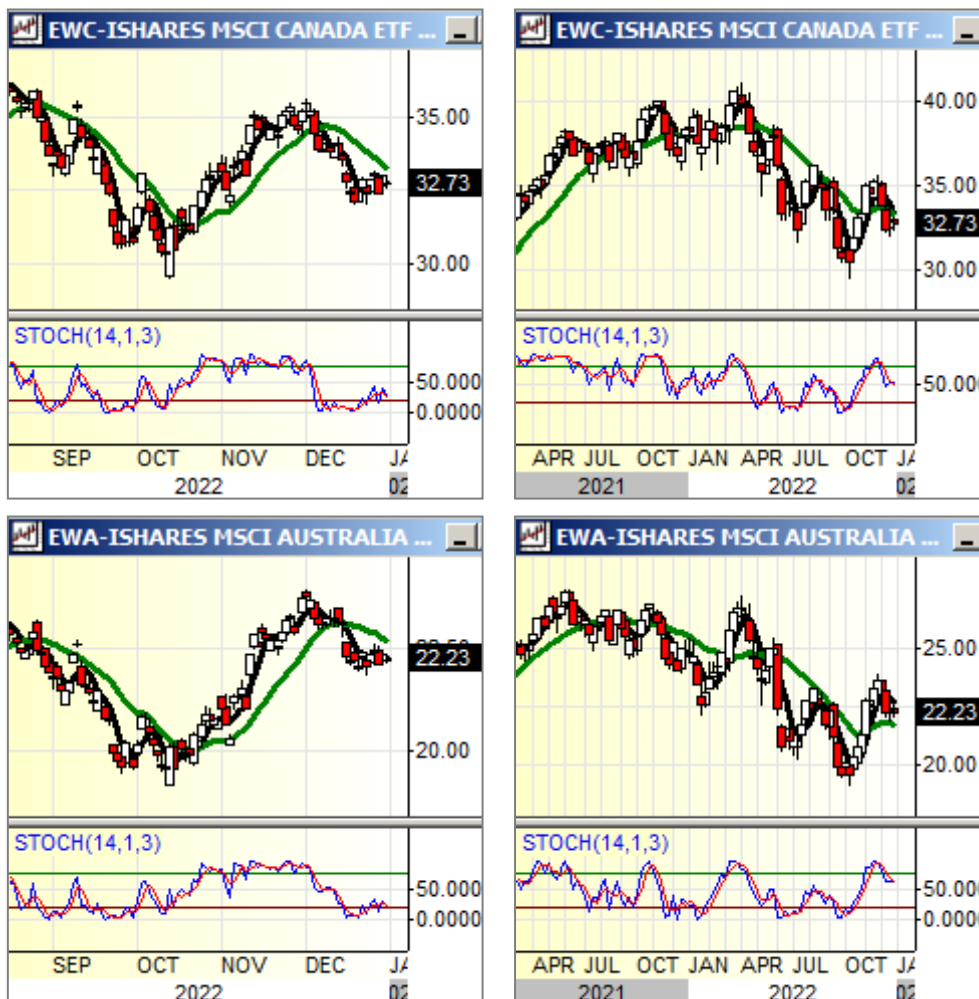 EWC-ISHARES MSCI CANADA ETF ...
35.00
32.73
30.00
STOCH(14,1,3)
50.000
0.0000
SEP OCT NOV DEC
2022
EWC-ISHARES MSCI CANADA ETF ...
40.00
35.00
32.73
30.00
STOCH(14,1,3)
50.000
APR JUL OCT JAN APR JUL OCT
2021 2022
EWA-ISHARES MSCI AUSTRALIA ...
22.23
20.00
STOCH(14,1,3)
50.000
0.0000
SEP OCT NOV DEC
2022
EWA-ISHARES MSCI AUSTRALIA ...
25.00
22.23
20.00
STOCH(14,1,3)
50.000
0.0000
APR JUL OCT JAN APR JUL OCT
2021 2022